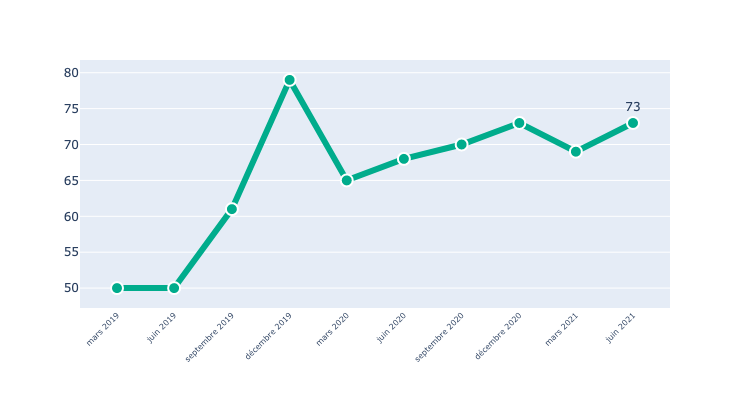 80
75
73
70
65
60
55
50
mars 2019
juin 2019
septembre 2019
décembre 2019
mars 2020
juin 2020
septembre 2020
décembre 2020
mars 2021
juin 2021